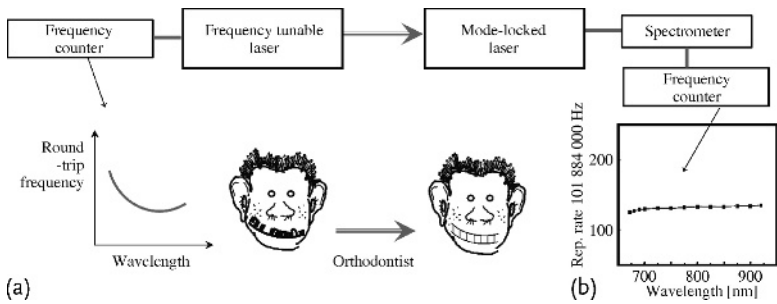 Frequency
counter
Frequency tunable
laser
Mode-locked
laser
Spectrometer
Frequency
counter
Round
-trip
frequency
Wavelength
Orthodontist
(a)
Rep. rate 101 884 000 Hz
200
100
700
800
900
Wavelength [nm]
(b)